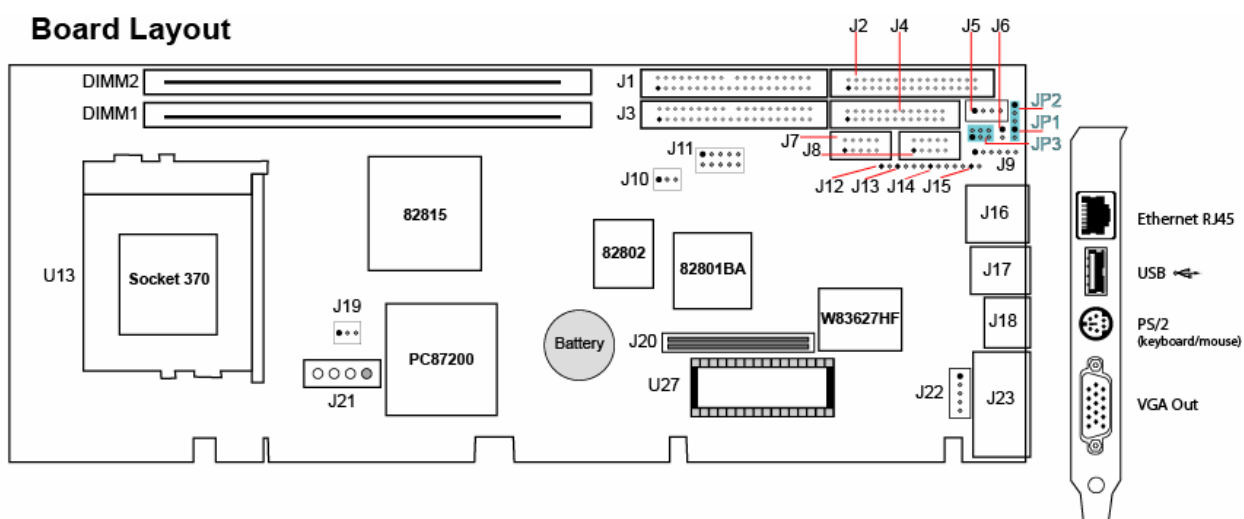 Board Layout
J2 J4 J5 J6
DIMM2
J1
JP2
DIMM1
J3
JP1
J7
J8
JP3
J11
J9
J10
J12 J13 J14 J15
82815
J16
Ethernet RJ45
82802
82801BA
J17
USB
U13
Socket 370
J19
W83627HF
J18
PS/2
(keyboard/mouse)
PC87200
Battery
J20
J21
U27
J22
J23
VGA Out